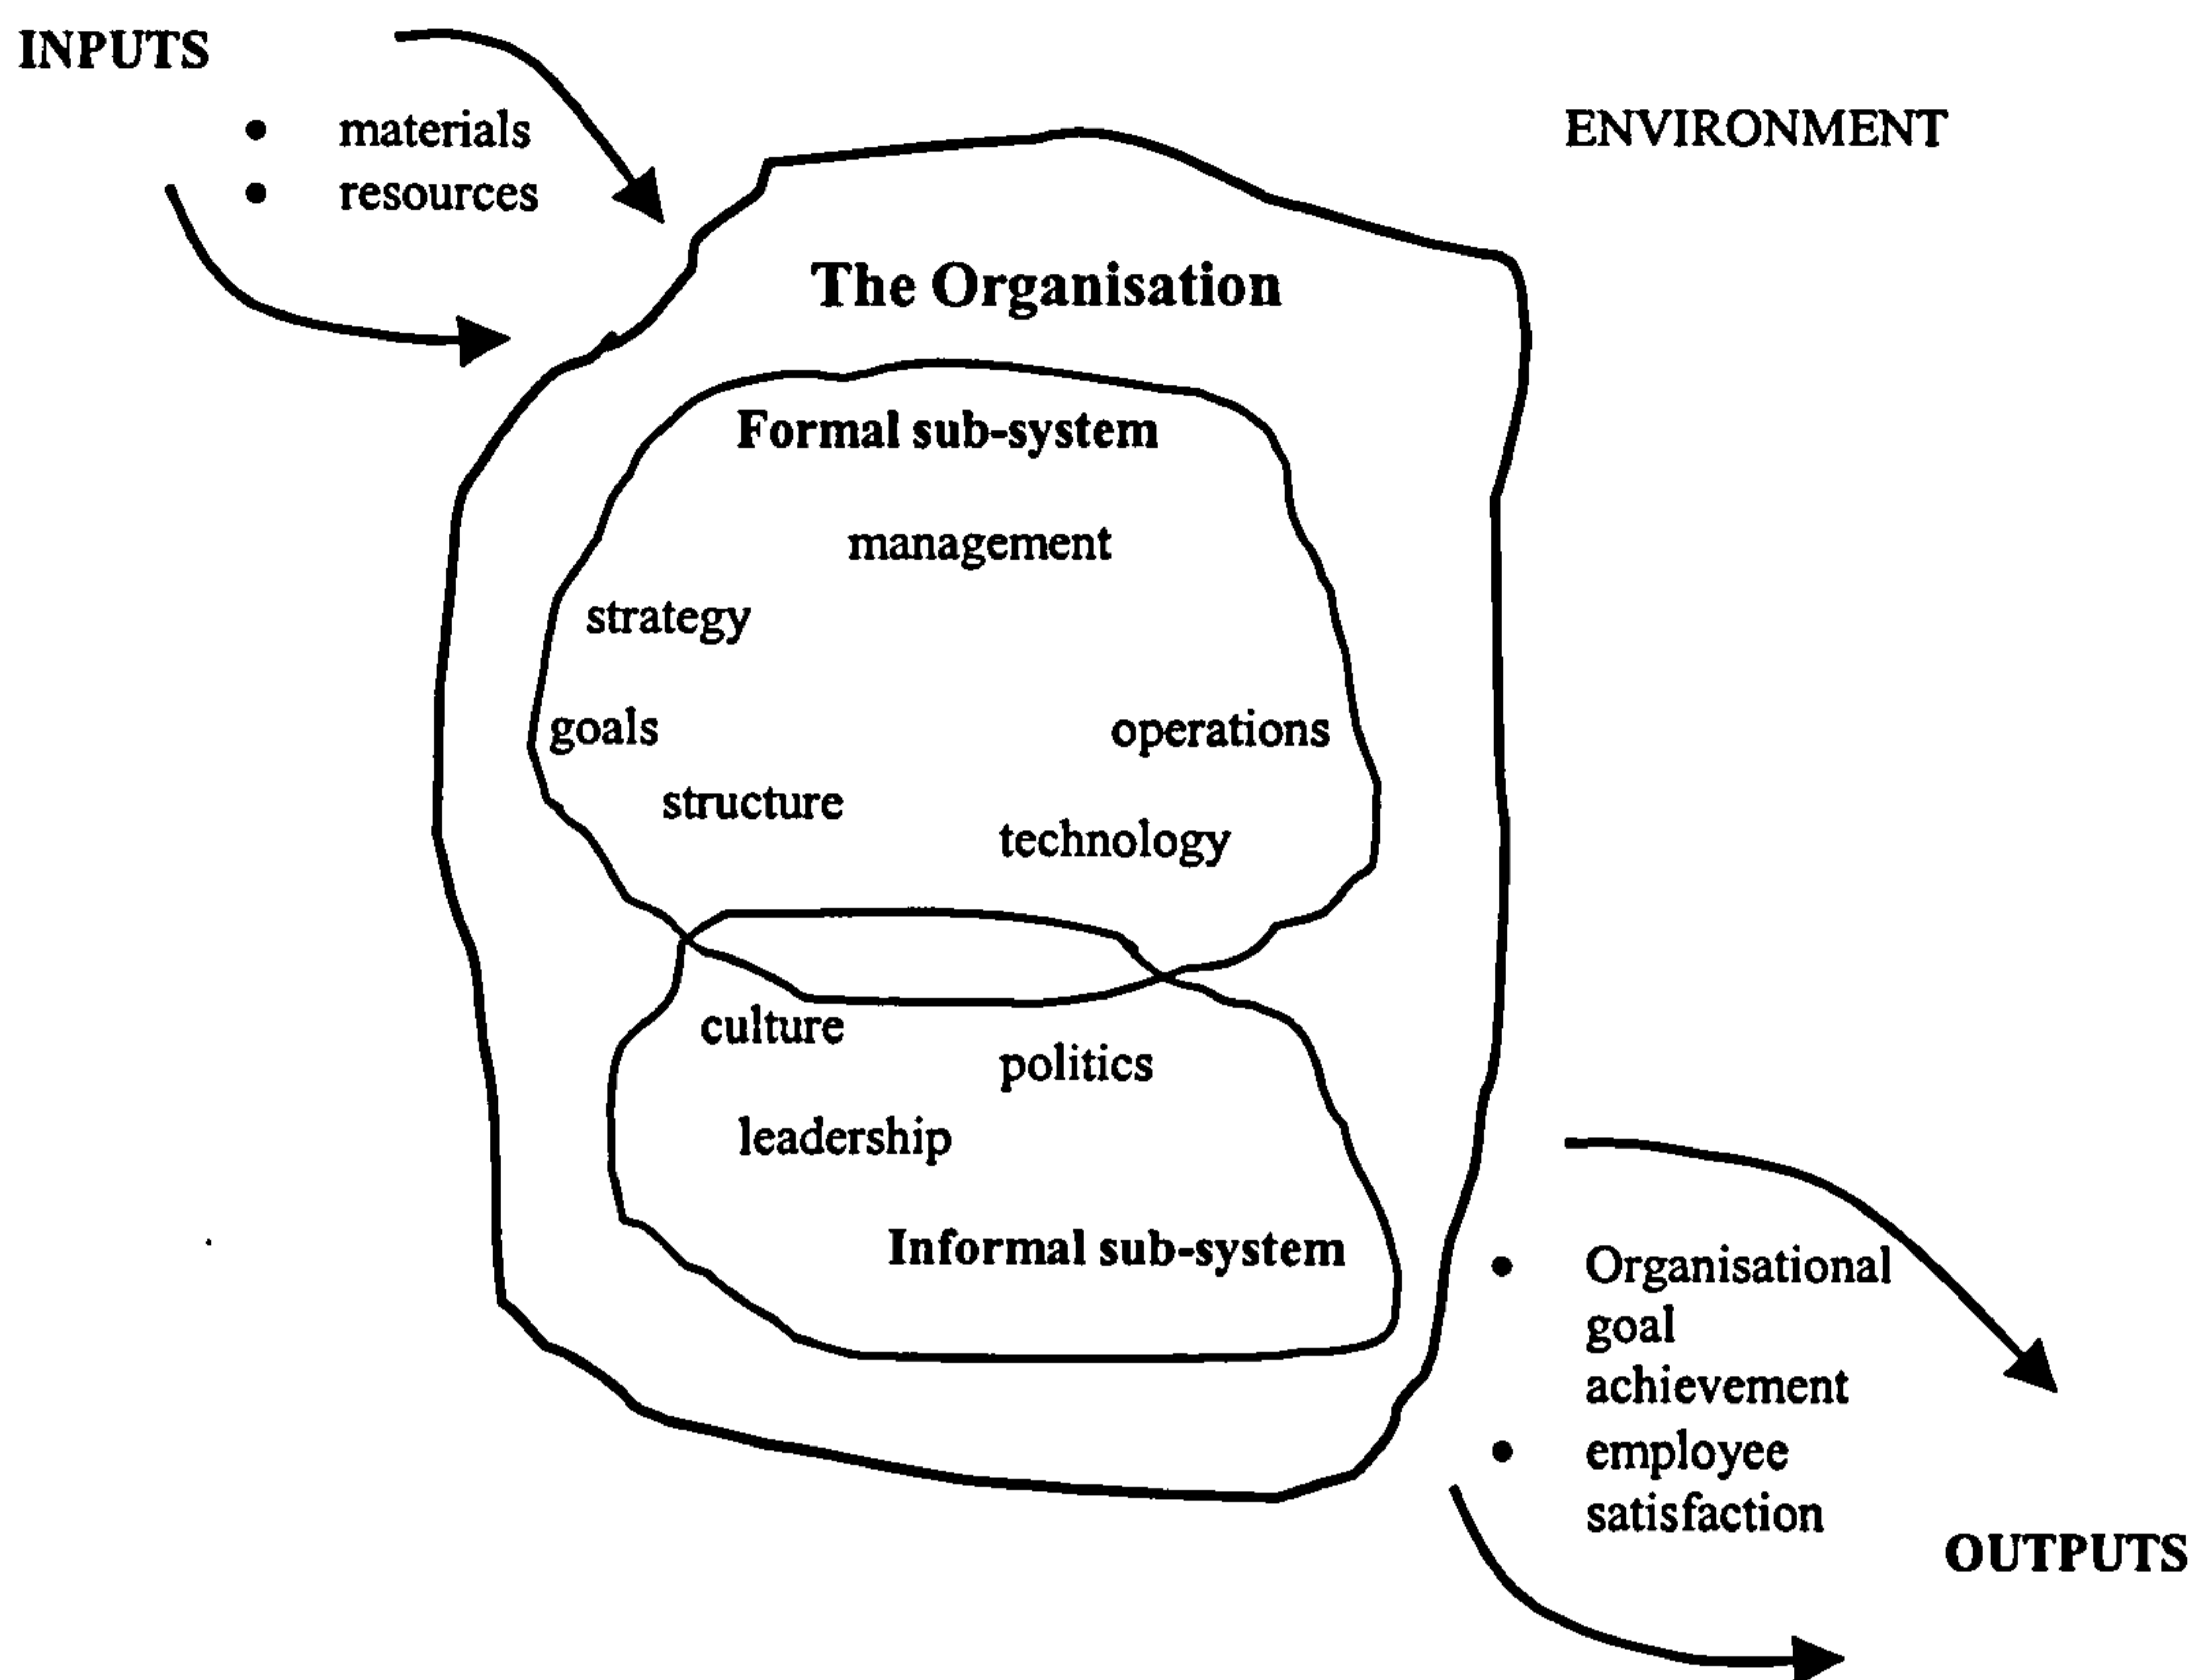 INPUTS
• materials
• resources
ENVIRONMENT
The Organisation
Formal sub-system
management
strategy
goals
operations
structure
technology
culture
politics
leadership
Informal sub-system
• Organisational
goal
achievement
• employee
satisfaction
OUTPUTS